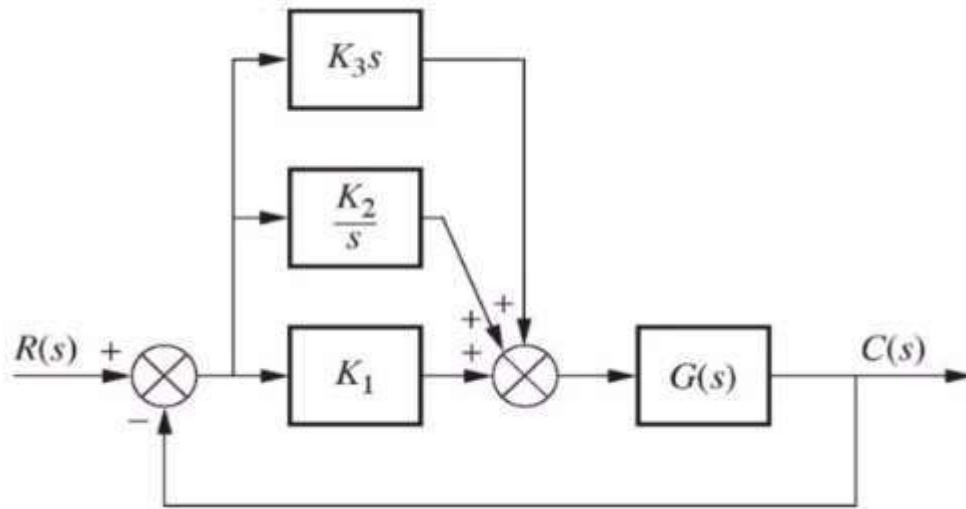 K₃s
K₂
s
+
+
R(s) +
+
C(s)
K₁
G(s)
−